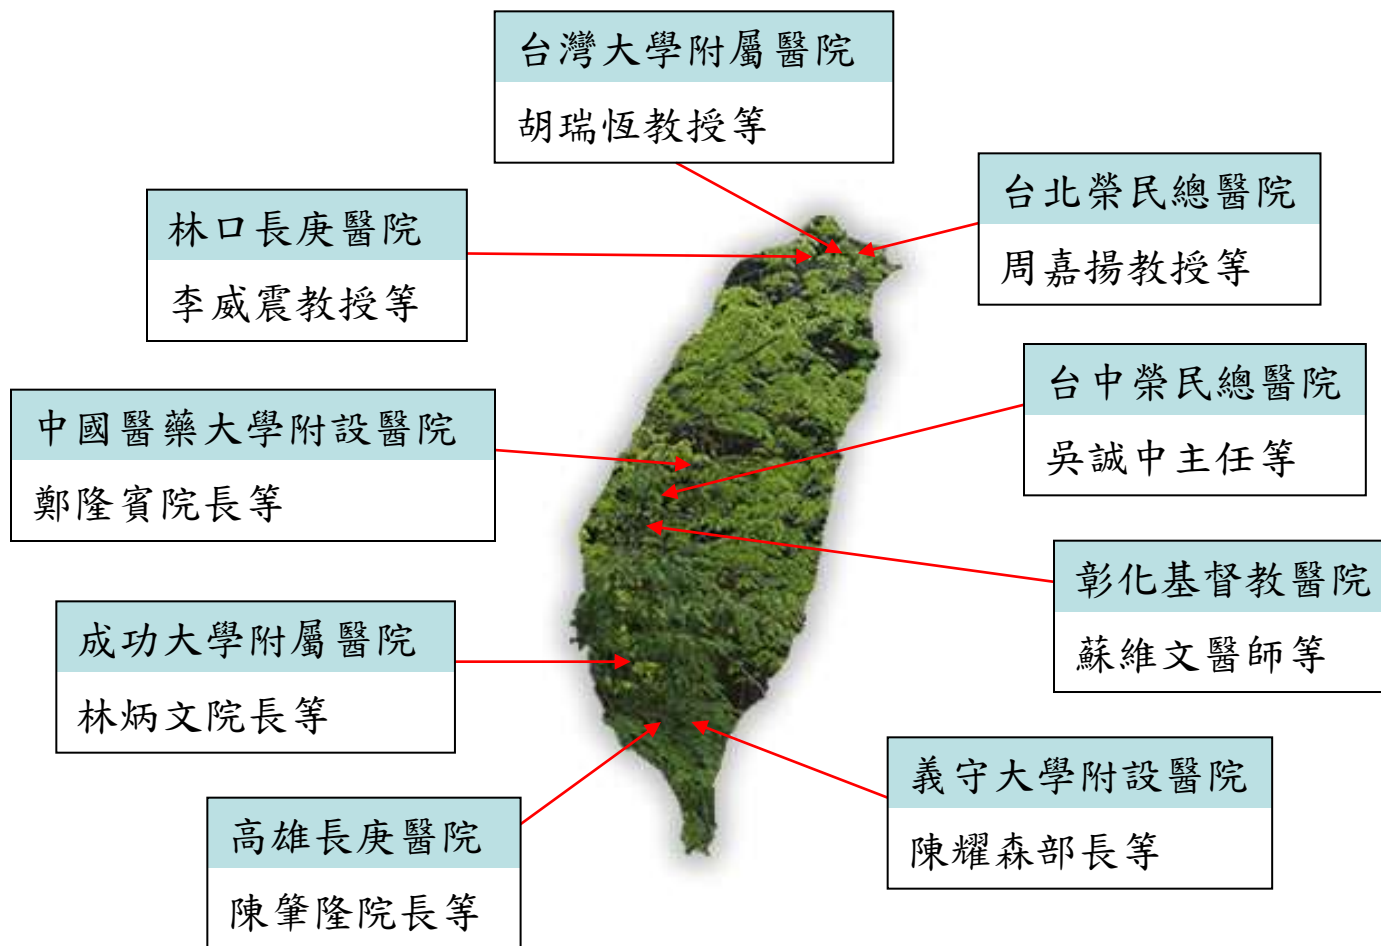 台灣大學附屬醫院
胡瑞恆教授等
台北榮民總醫院
周嘉揚教授等
林口長庚醫院
李威震教授等
台中榮民總醫院
吳誠中主任等
中國醫藥大學附設醫院
鄭隆賓院長等
彰化基督教醫院
蘇維文醫師等
成功大學附屬醫院
林炳文院長等
義守大學附設醫院
陳耀森部長等
高雄長庚醫院
陳肇隆院長等